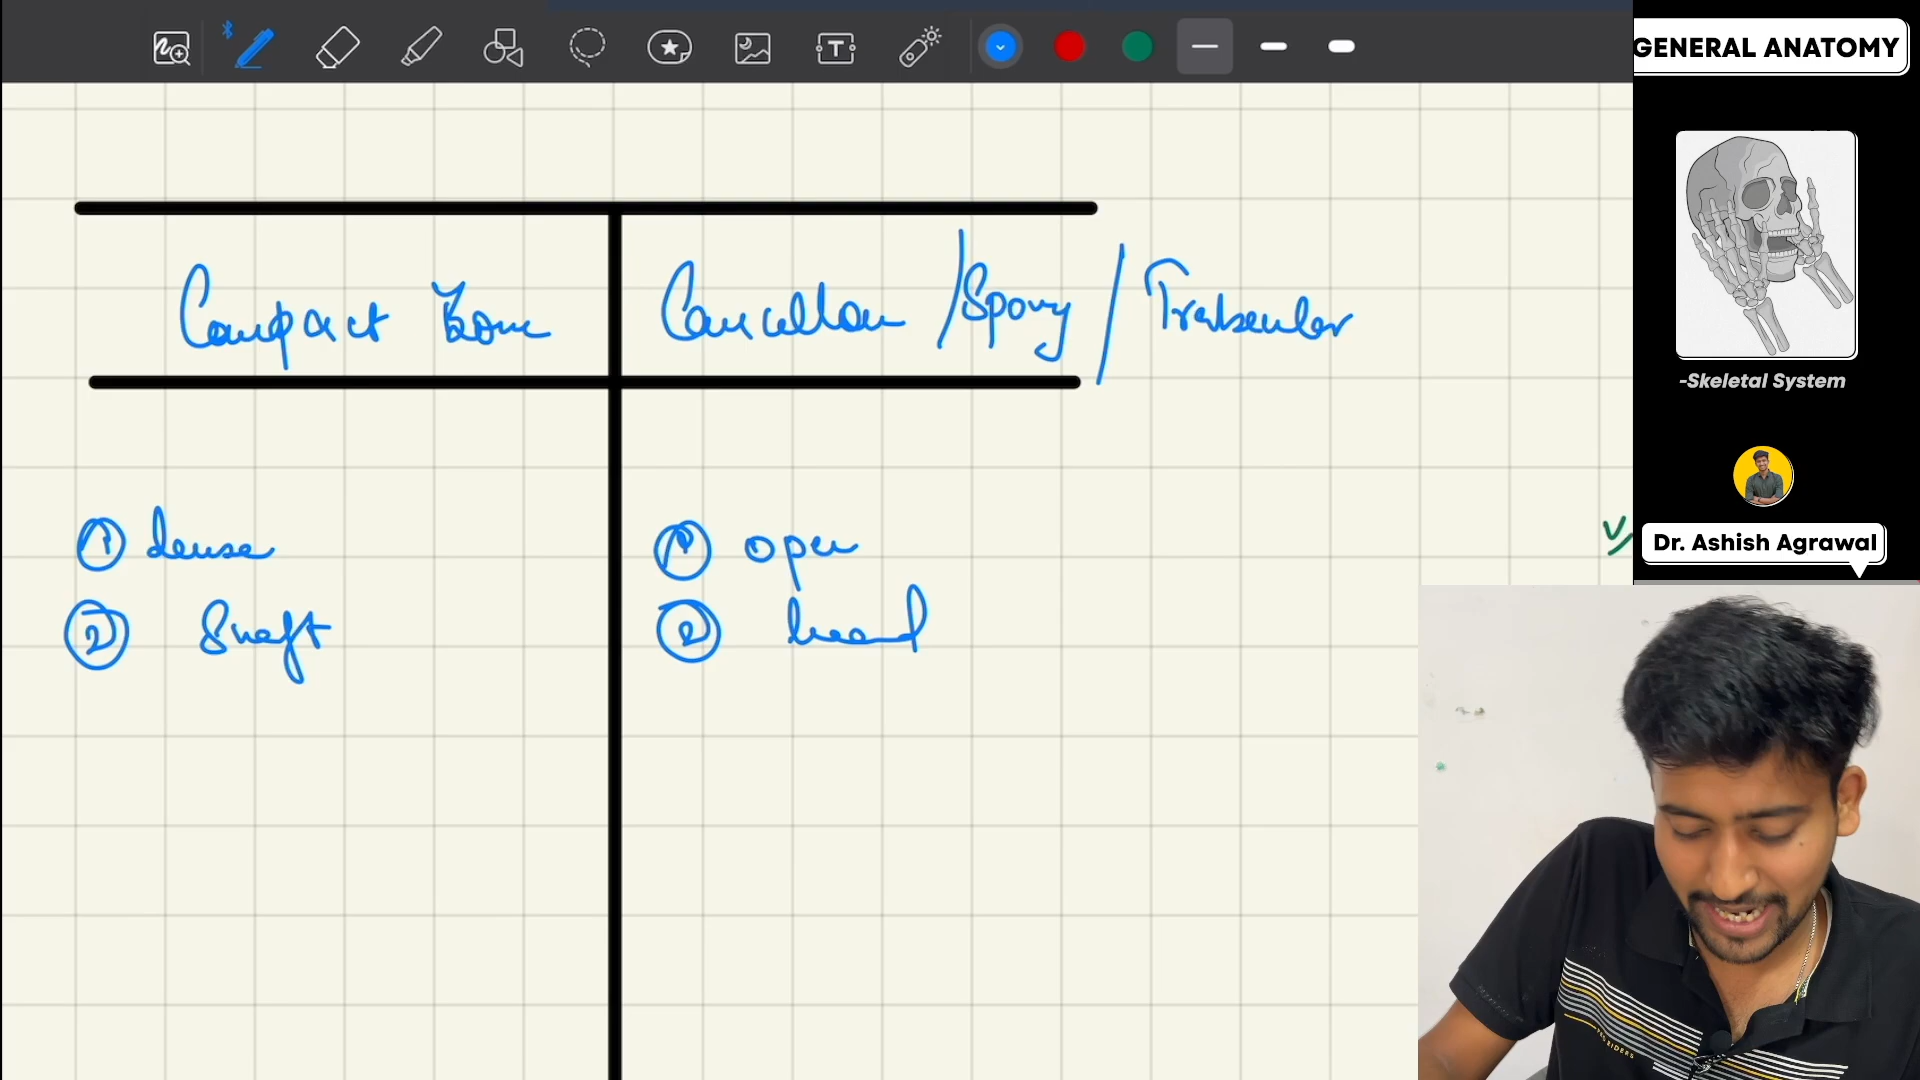 GENERAL ANATOMY
Compact Bone
Cancellou / Spongy / Trabecular
① dense
① open
② Shaft
② head
-Skeletal System
Dr. Ashish Agrawal